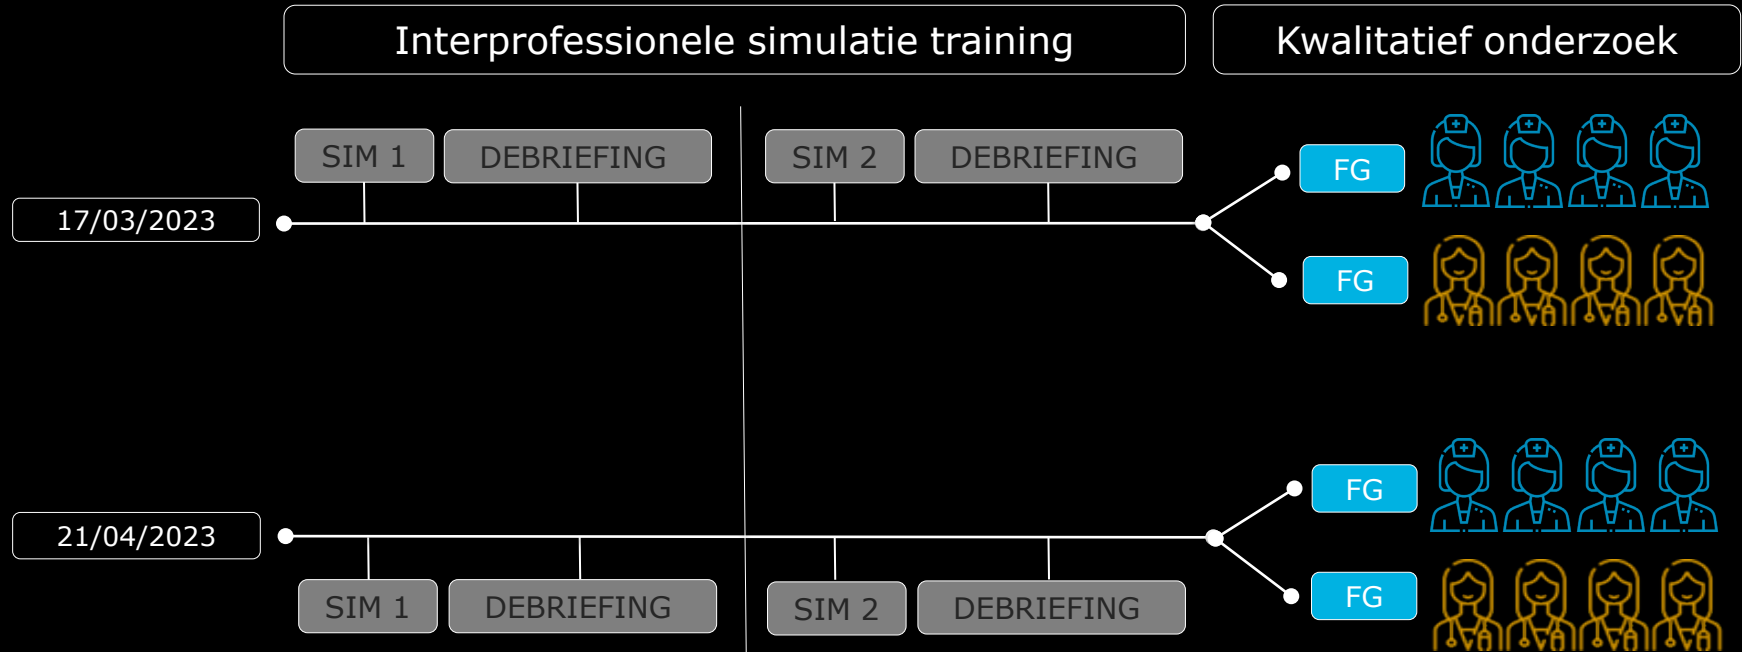 Interprofessionele simulatie training
Kwalitatief onderzoek
SIM 1
DEBRIEFING
SIM 2
DEBRIEFING
FG
17/03/2023
FG
FG
21/04/2023
SIM 1
DEBRIEFING
SIM 2
DEBRIEFING
FG